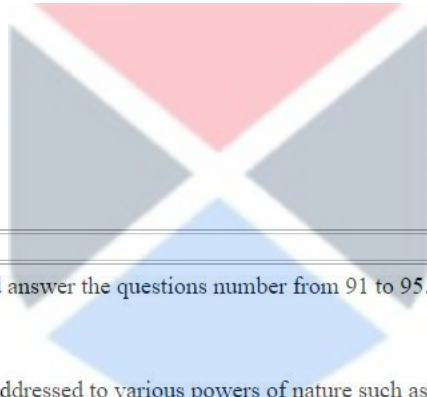 answer the questions number from 91 to 95.
ddressed to various powers of nature such as